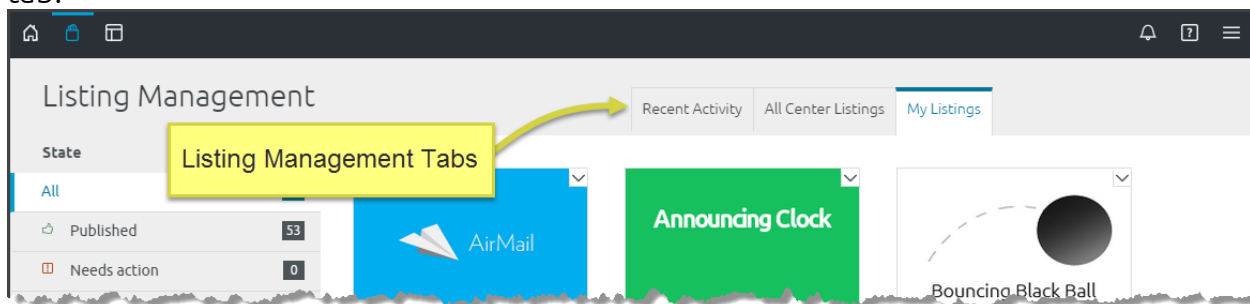 tab.
Listing Management
Recent Activity
All Center Listings
My Listings
Listing Management Tabs
State
All
Published
53
Needs action
0
AirMail
Announcing Clock
Bouncing Black Ball